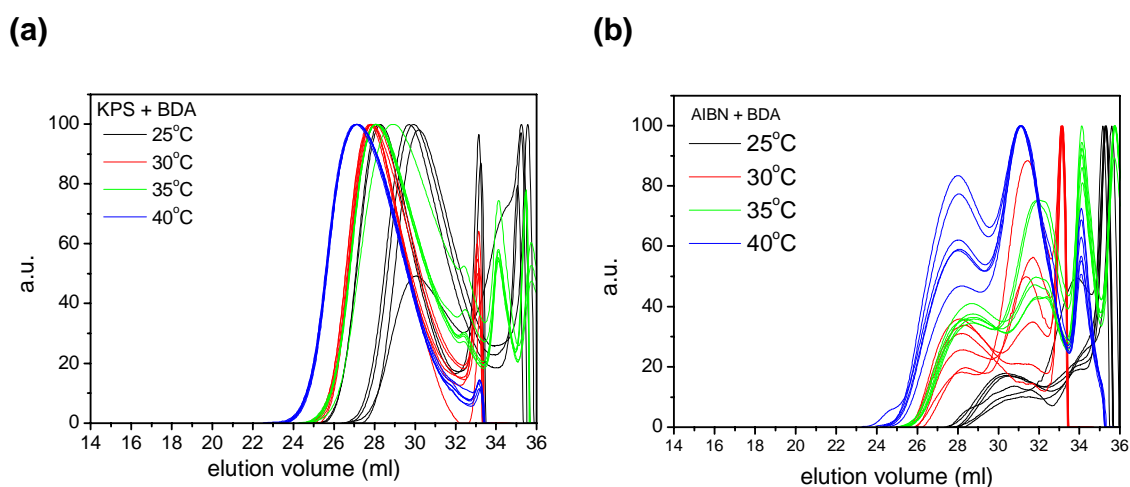 (a)
KPS + BDA
25°C
30°C
35°C
40°C
100
80
60
40
20
0
a.u.
14 16 18 20 22 24 26 28 30 32 34 36
elution volume (ml)
(b)
AIBN + BDA
25°C
30°C
35°C
40°C
100
80
60
40
20
0
a.u.
14 16 18 20 22 24 26 28 30 32 34 36
elution volume (ml)